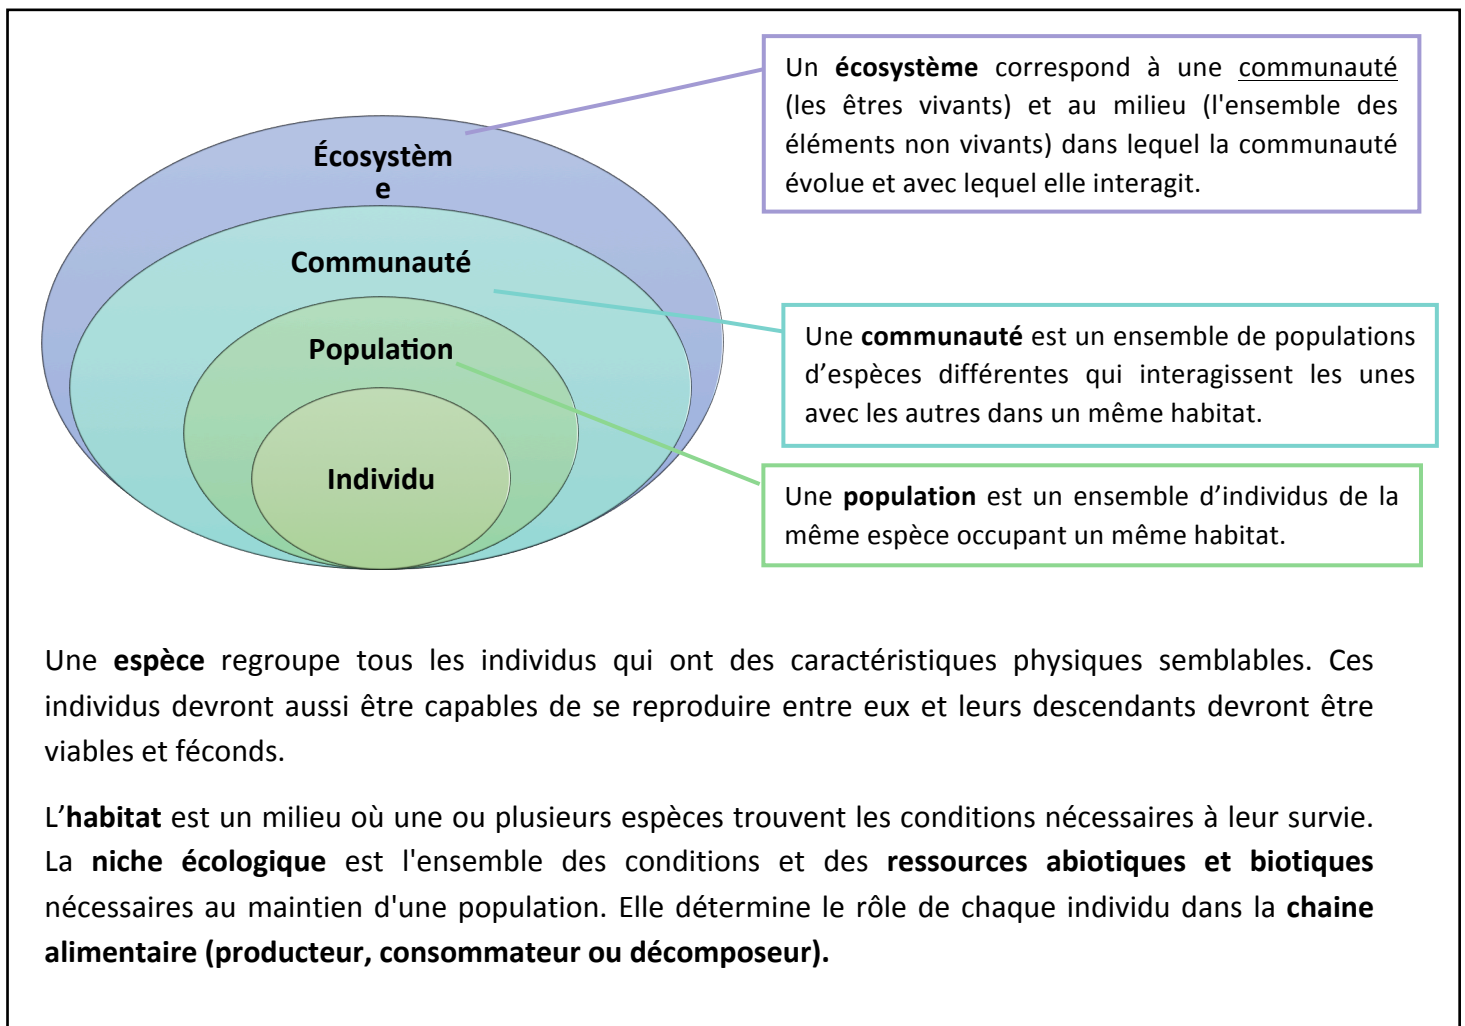 Un écosystème correspond à une communauté
(les êtres vivants) et au milieu (l'ensemble des
éléments non vivants) dans lequel la communauté
évolue et avec lequel elle interagit.
Écosystèm
e
Communauté
Population
Individu
Une communauté est un ensemble de populations
d’espèces différentes qui interagissent les unes
avec les autres dans un même habitat.
Une population est un ensemble d’individus de la
même espèce occupant un même habitat.
Une espèce regroupe tous les individus qui ont des caractéristiques physiques semblables. Ces
individus devront aussi être capables de se reproduire entre eux et leurs descendants devront être
viables et féconds.
L’habitat est un milieu où une ou plusieurs espèces trouvent les conditions nécessaires à leur survie.
La niche écologique est l'ensemble des conditions et des ressources abiotiques et biotiques
nécessaires au maintien d'une population. Elle détermine le rôle de chaque individu dans la chaine
alimentaire (producteur, consommateur ou décomposeur).